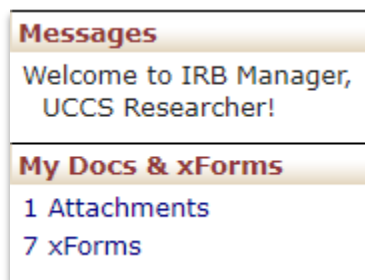 Messages
Welcome to IRB Manager,
UCCS Researcher!
My Docs & xForms
1 Attachments
7 xForms